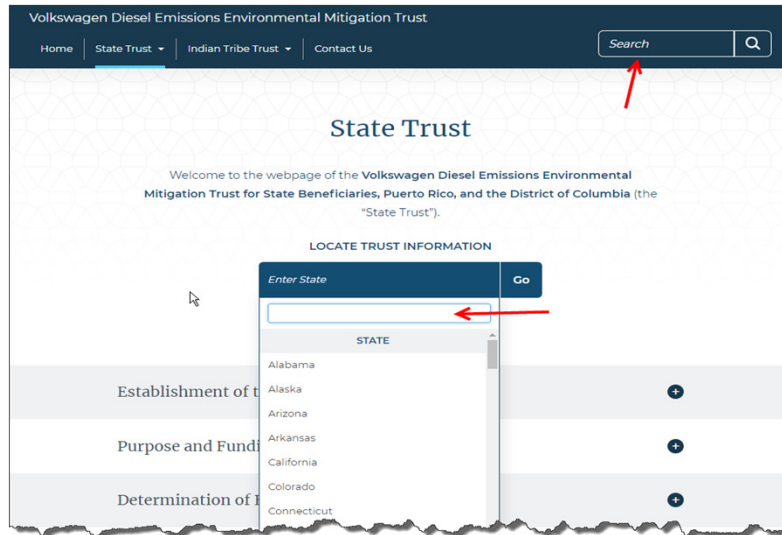 Volkswagen Diesel Emissions Environmental Mitigation Trust
Home State Trust Indian Tribe Trust Contact Us
Search
State Trust
Welcome to the webpage of the Volkswagen Diesel Emissions Environmental
Mitigation Trust for State Beneficiaries, Puerto Rico, and the District of Columbia (the
“State Trust”).
LOCATE TRUST INFORMATION
Enter State Go
STATE
Alabama
Establishment of t
Alaska
Arizona
Purpose and Fundi
Arkansas
California
Colorado
Determination of
Connecticut